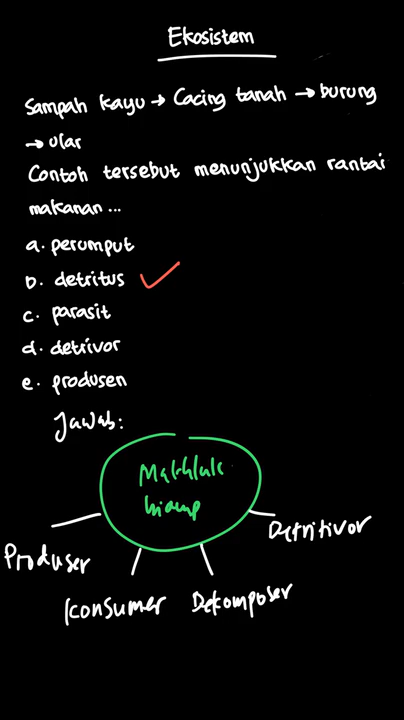 Ekosistem
Sampah kayu → Cacing tanah → burung
→ ular
Contoh tersebut menunjukkan rantai
makanan...
a. perumput
b. detritus ✓
c. parasit
d. detrivor
e. produsen
Jawab:
Makhluk
hidup
Produser
Konsumer
Dekomposer
Detritivor